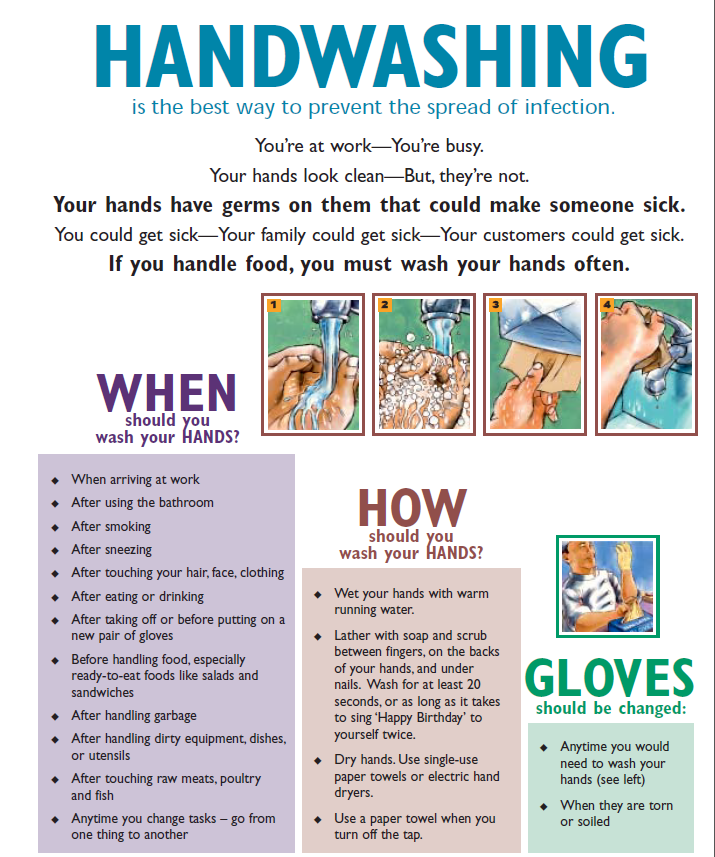 HANDWASHING
is the best way to prevent the spread of infection.
You're at work—You're busy.
Your hands look clean—But, they're not.
Your hands have germs on them that could make someone sick.
You could get sick—Your family could get sick—Your customers could get sick.
If you handle food, you must wash your hands often.
1
2
3
4
WHEN
should you
wash your HANDS?
◆ When arriving at work
◆ After using the bathroom
◆ After smoking
◆ After sneezing
◆ After touching your hair, face, clothing
◆ After eating or drinking
◆ After taking off or before putting on a
new pair of gloves
◆ Before handling food, especially
ready-to-eat foods like salads and
sandwiches
◆ After handling garbage
◆ After handling dirty equipment, dishes,
or utensils
◆ After touching raw meats, poultry
and fish
◆ Anytime you change tasks – go from
one thing to another
HOW
should you
wash your HANDS?
◆ Wet your hands with warm
running water.
◆ Lather with soap and scrub
between fingers, on the backs
of your hands, and under
nails. Wash for at least 20
seconds, or as long as it takes
to sing 'Happy Birthday' to
yourself twice.
◆ Dry hands. Use single-use
paper towels or electric hand
dryers.
◆ Use a paper towel when you
turn off the tap.
GLOVES
should be changed:
◆ Anytime you would
need to wash your
hands (see left)
◆ When they are torn
or soiled